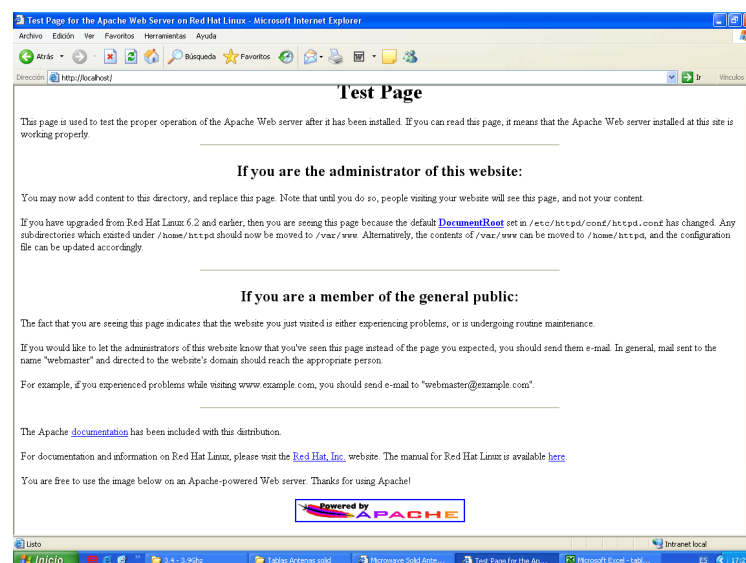 Test Page for the Apache Web Server on Red Hat Linux - Microsoft Internet Explorer
Archivo Edición Ver Favoritos Herramientas Ayuda
Atrás Búsqueda Favoritos
Dirección http://localhost/ Ir Vínculos
Test Page
This page is used to test the proper operation of the Apache Web server after it has been installed. If you can read this page, it means that the Apache Web server installed at this site is
working properly.
If you are the administrator of this website:
You may now add content to this directory, and replace this page. Note that until you do so, people visiting your website will see this page, and not your content.
If you have upgraded from Red Hat Linux 6.2 and earlier, then you are seeing this page because the default DocumentRoot set in /etc/httpd/conf/httpd.conf has changed. Any
subdirectories which existed under /home/httpd should now be moved to /var/www. Alternatively, the contents of /var/www can be moved to /home/httpd, and the configuration
file can be updated accordingly.
If you are a member of the general public:
The fact that you are seeing this page indicates that the website you just visited is either experiencing problems, or is undergoing routine maintenance.
If you would like to let the administrators of this website know that you've seen this page instead of the page you expected, you should send them e-mail. In general, mail sent to the
name "webmaster" and directed to the website's domain should reach the appropriate person.
For example, if you experienced problems while visiting www.example.com, you should send e-mail to "webmaster@example.com".
The Apache documentation has been included with this distribution.
For documentation and information on Red Hat Linux, please visit the Red Hat, Inc. website. The manual for Red Hat Linux is available here.
You are free to use the image below on an Apache-powered Web server. Thanks for using Apache!
Powered by
APACHE
Listo Intranet local
Inicio 3.4 - 3.9Ghz Tablas Antenas solid Microwave Solid Ante... Test Page for the Ap... Microsoft Excel - tabl... ES